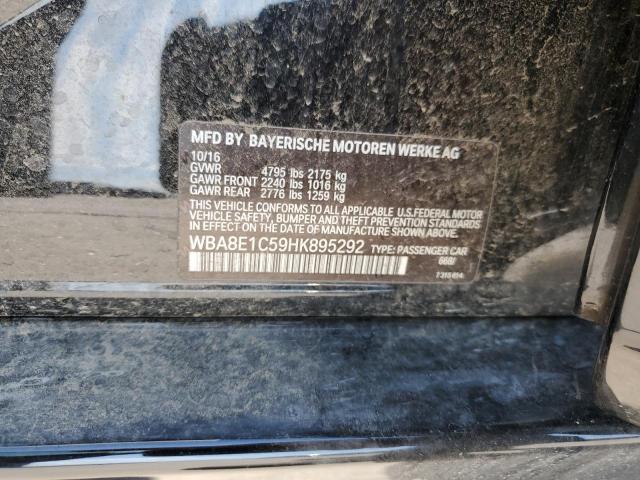 MFD BY BAYERISCHE MOTOREN WERKE AG
10/16
GVWR 4795 lbs 2175 kg
GAWR FRONT 2240 lbs 1016 kg
GAWR REAR 2776 lbs 1259 kg
THIS VEHICLE CONFORMS TO ALL APPLICABLE U.S. FEDERAL MOTOR
VEHICLE SAFETY, BUMPER AND THEFT PREVENTION STANDARDS
IN EFFECT ON THE DATE OF MANUFACTURE SHOWN ABOVE.
WBA8E1C59HK895292 TYPE: PASSENGER CAR
668/